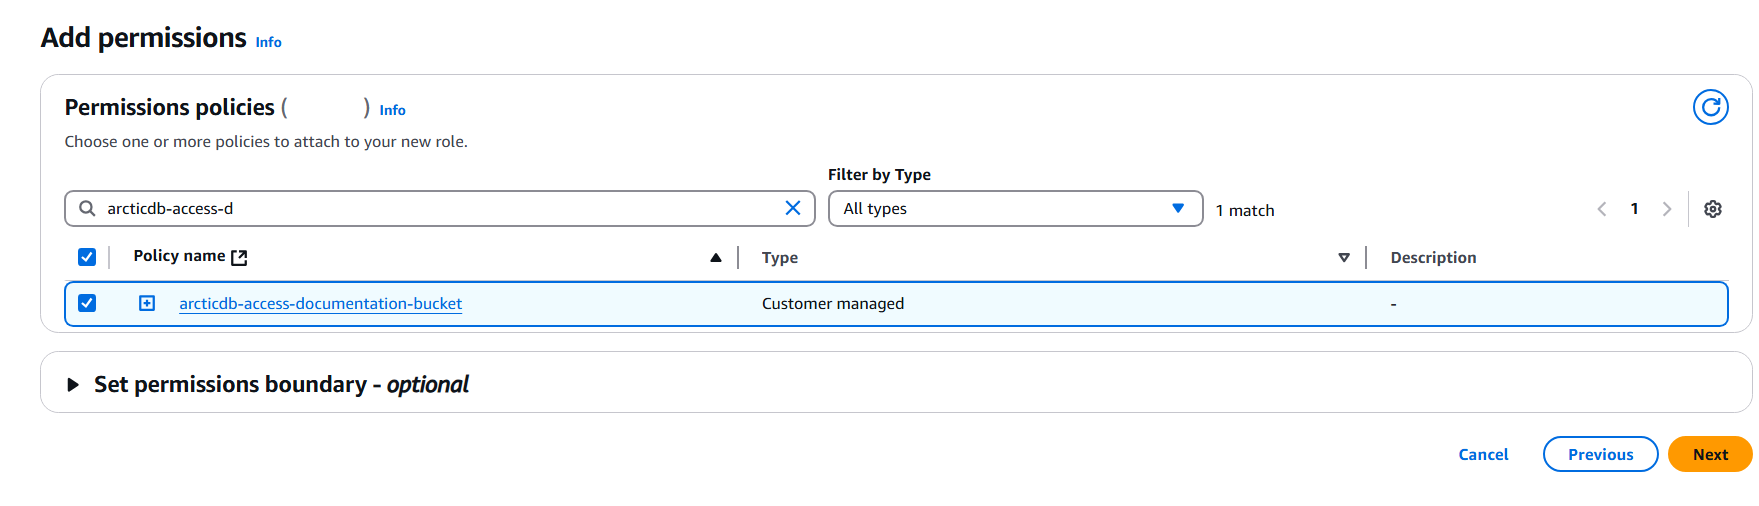 Add permissions Info
Permissions policies ( ) Info
Choose one or more policies to attach to your new role.
Filter by Type
arcticdb-access-d
All types
1 match
1
Policy name
Type
Description
arcticdb-access-documentation-bucket
Customer managed
-
Set permissions boundary - optional
Cancel
Previous
Next